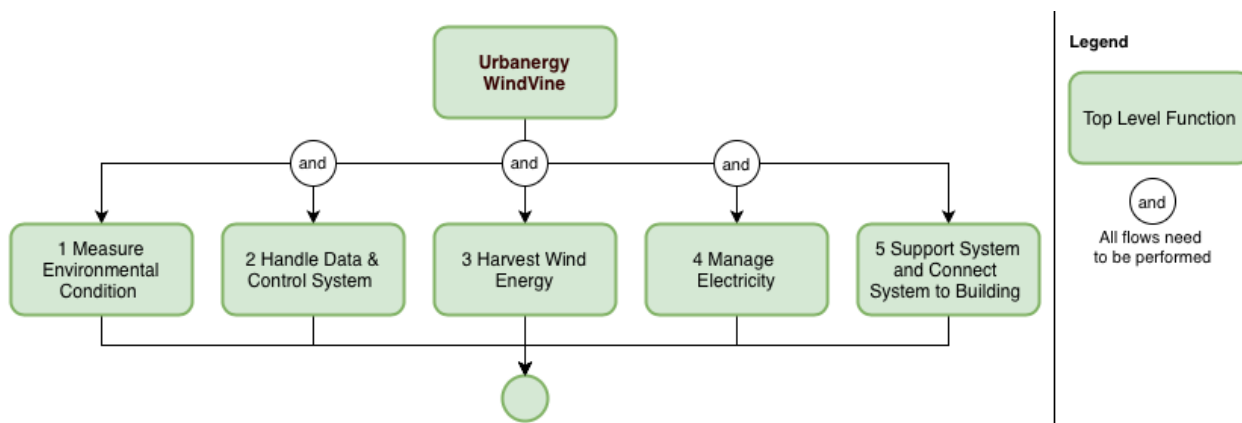 Urbanergy
WindVine
and
and
and
1 Measure
Environmental
Condition
2 Handle Data &
Control System
3 Harvest Wind
Energy
4 Manage
Electricity
5 Support System
and Connect
System to Building
Legend
Top Level Function
and
All flows need
to be performed